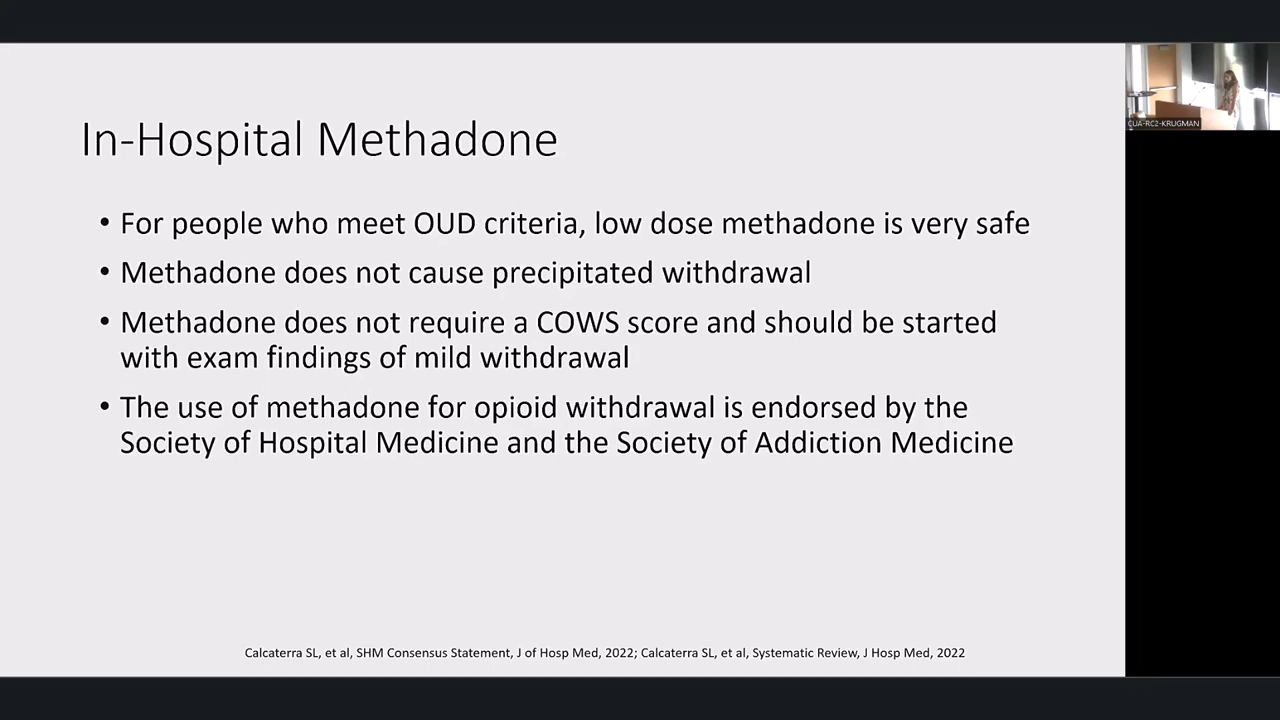 In-Hospital Methadone
• For people who meet OUD criteria, low dose methadone is very safe
• Methadone does not cause precipitated withdrawal
• Methadone does not require a COWS score and should be started
with exam findings of mild withdrawal
• The use of methadone for opioid withdrawal is endorsed by the
Society of Hospital Medicine and the Society of Addiction Medicine
Calcaterra SL, et al, SHM Consensus Statement, J of Hosp Med, 2022; Calcaterra SL, et al, Systematic Review, J Hosp Med, 2022
CUA-RC2-KRUGMAN